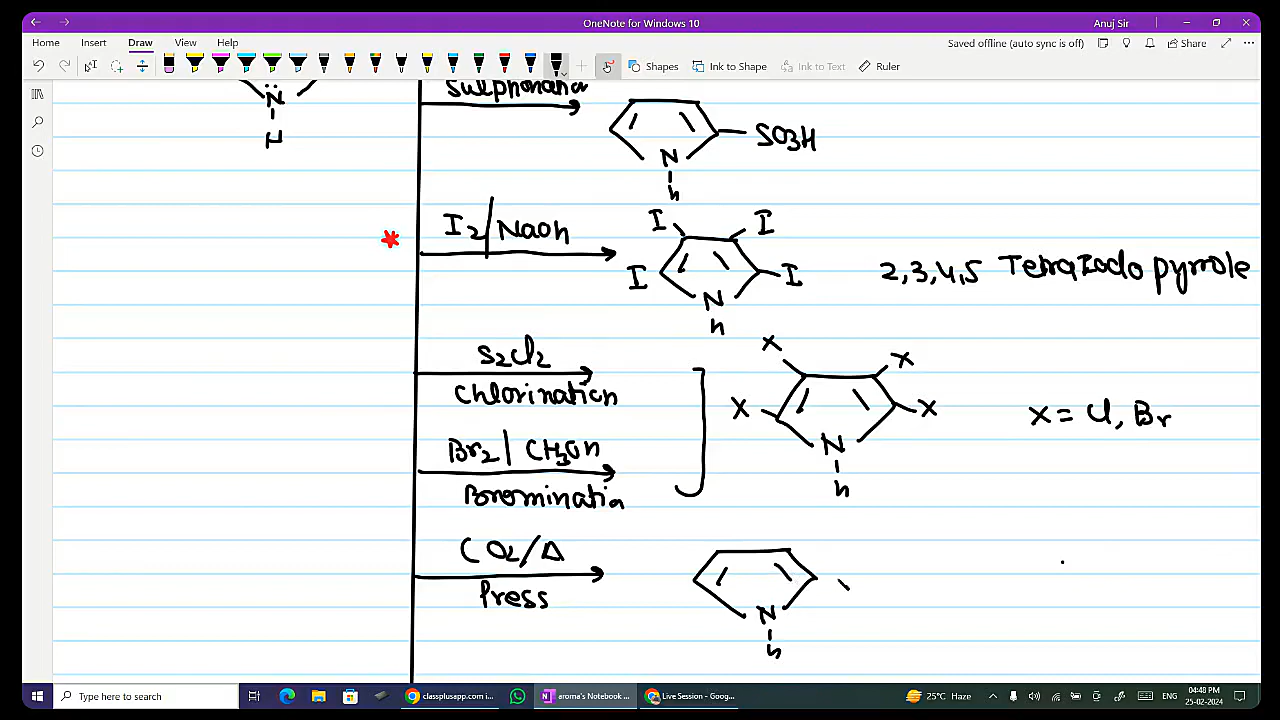 OneNote for Windows 10
Anuj Sir
Home Insert Draw View Help
Saved offline (auto sync is off) Share
Shapes Ink to Shape Ink to Text Ruler
N
H
Sulphonatio
SO3H
N
h
I2/Naoh
I I
I I
N
h
2,3,4,5 TetraIodo pyrrole
S2Cl2
Chlorination
Br2/CH3Oh
Boromination
X X
X X
N
h
X = Cl, Br
CO2/Δ
Press
N
h
Type here to search
classplusapp.com i...
aroma's Notebook ...
Live Session - Goog...
25°C Haze
04:48 PM
25-02-2024